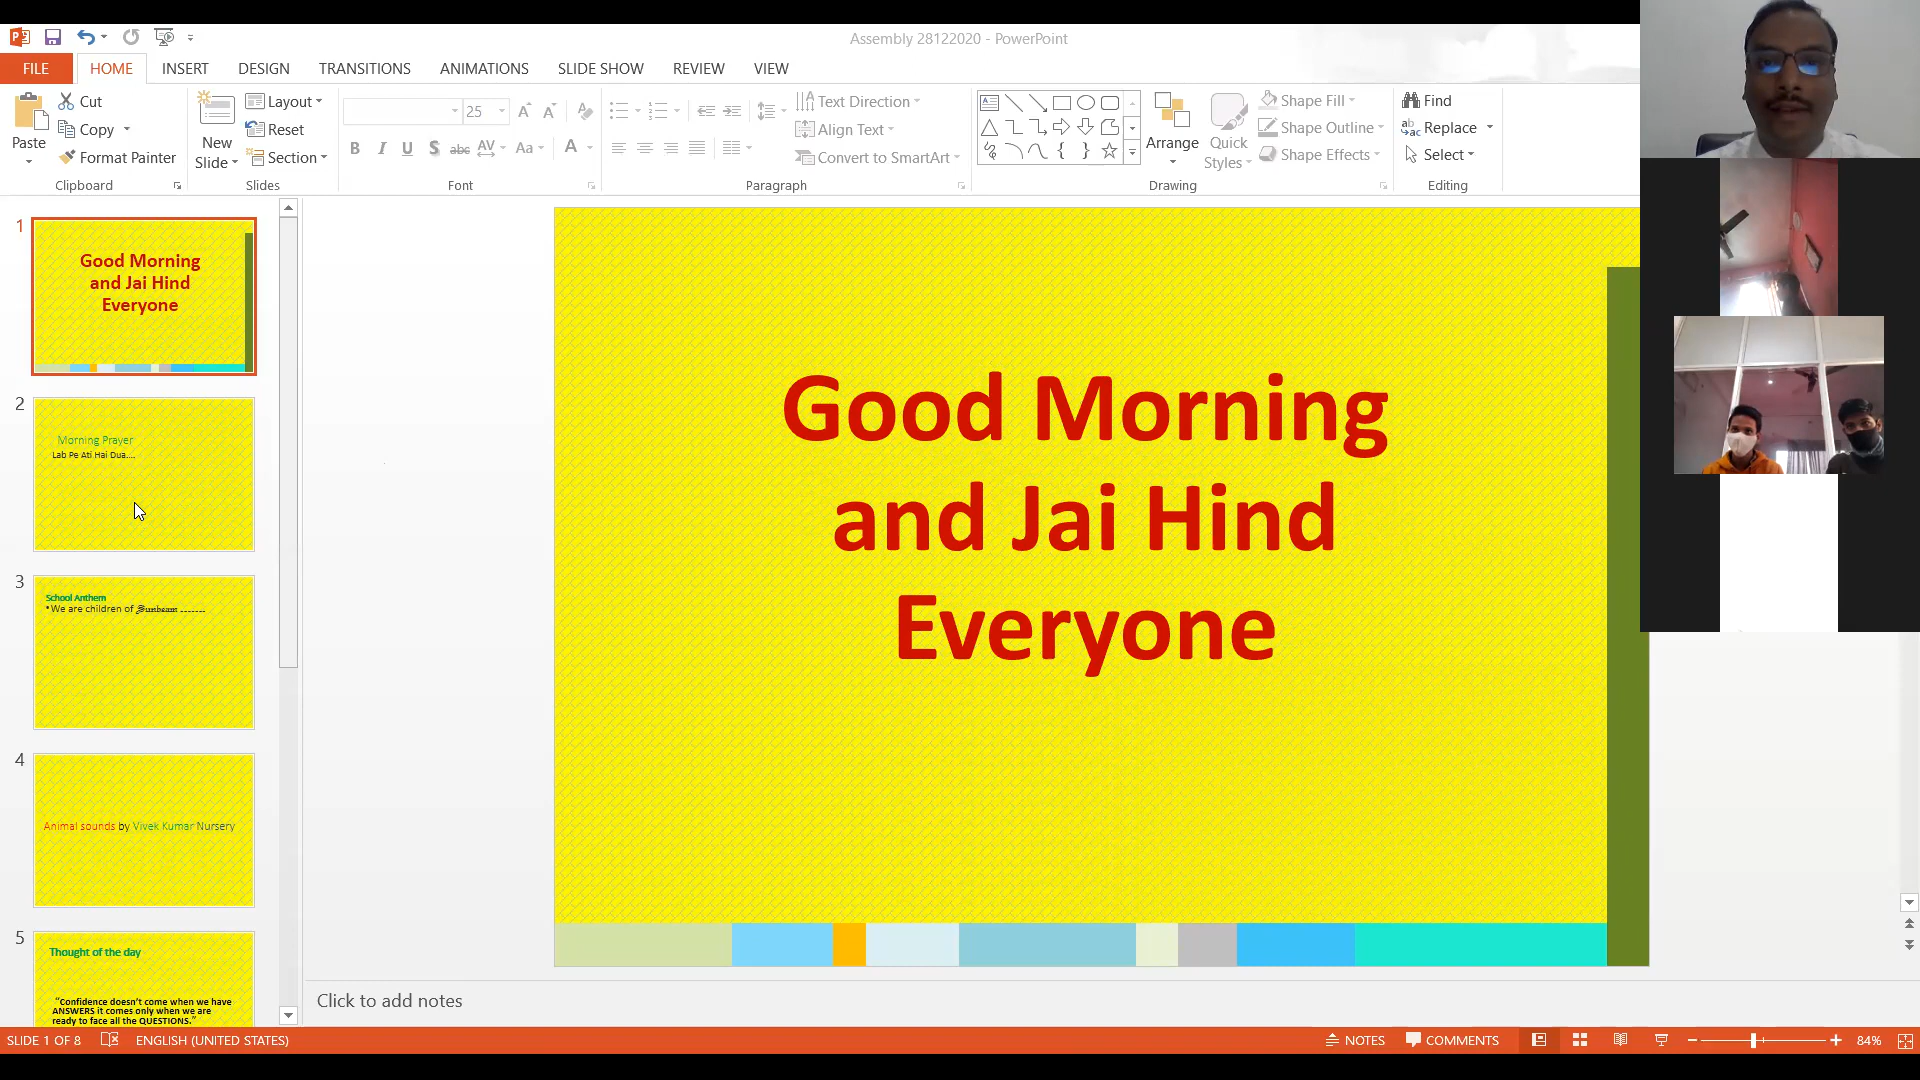 Assembly 28122020 - PowerPoint
FILE HOME INSERT DESIGN TRANSITIONS ANIMATIONS SLIDE SHOW REVIEW VIEW
Paste
Cut
Copy
Format Painter
Clipboard
New
Slide
Layout
Reset
Section
Slides
25
B I U S abc AV Aa A
Font
Text Direction
Align Text
Convert to SmartArt
Paragraph
Arrange
Quick
Styles
Shape Fill
Shape Outline
Shape Effects
Drawing
Find
Replace
Select
Editing
1
Good Morning
and Jai Hind
Everyone
2
Morning Prayer
Lab Pe Ati Hai Dua....
3
School Anthem
•We are children of Sunbeam -------
4
Animal sounds by Vivek Kumar Nursery
5
Thought of the day
“Confidence doesn’t come when we have
ANSWERS it comes only when we are
ready to face all the QUESTIONS.”
Good Morning
and Jai Hind
Everyone
Click to add notes
SLIDE 1 OF 8 ENGLISH (UNITED STATES) NOTES COMMENTS 84%